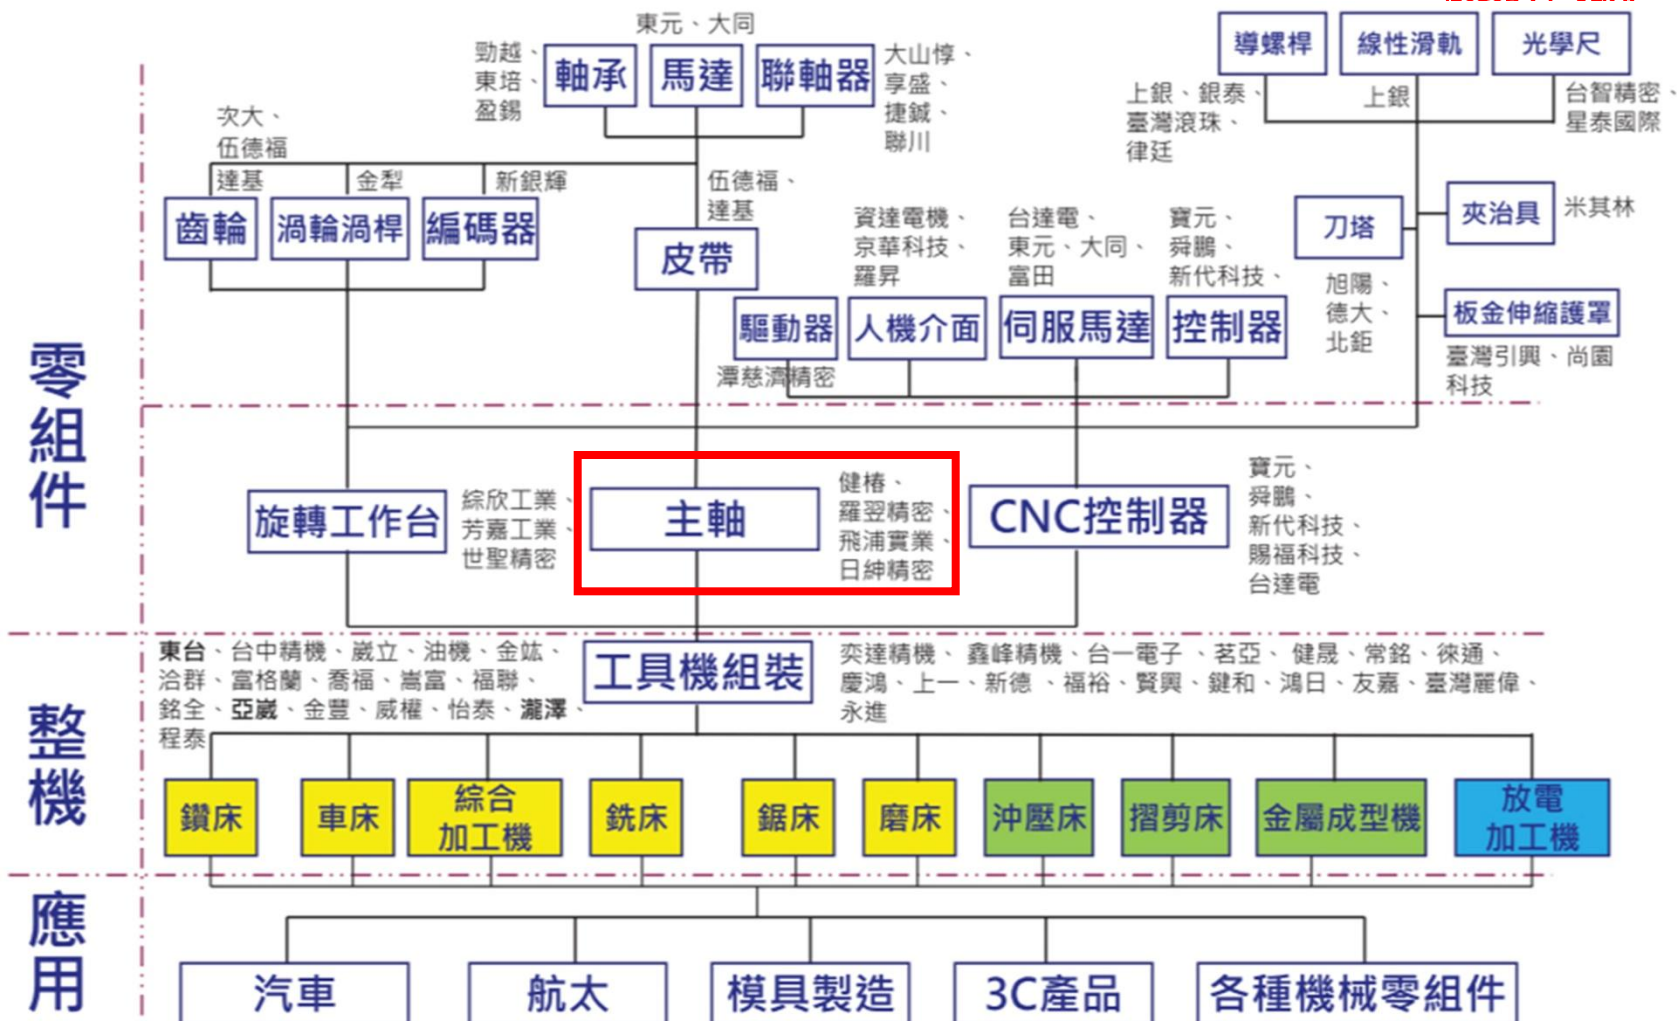 東元、大同
勁越、
東培、
盈錫
軸承
馬達
聯軸器
大山惇、
享盛、
捷鋮、
聯川
導螺桿
線性滑軌
光學尺
上銀、銀泰、
臺灣滾珠、
律廷
上銀
台智精密、
星泰國際
次大、
伍德福
達基
金犁
新銀輝
齒輪
渦輪渦桿
編碼器
伍德福、
達基
皮帶
資達電機、
京華科技、
羅昇
台達電、
東元、大同、
富田
寶元、
舜鵬、
新代科技、
驅動器
人機介面
伺服馬達
控制器
潭慈濟精密
刀塔
旭陽、
德大、
北鉅
夾治具
米其林
板金伸縮護罩
臺灣引興、尚園
科技
零組件
旋轉工作台
綜欣工業、
芳嘉工業、
世聖精密
主軸
健椿、
羅翌精密、
飛浦實業、
日紳精密
CNC控制器
寶元、
舜鵬、
新代科技、
賜福科技、
台達電
整機
東台、台中精機、崴立、油機、金竑、
洽群、富格蘭、喬福、嵩富、福聯、
銘全、亞崴、金豐、威權、怡泰、瀧澤、
程泰
工具機組裝
奕達精機、鑫峰精機、台一電子、茗亞、健晟、常銘、徠通、
慶鴻、上一、新德、福裕、賢興、鍵和、鴻日、友嘉、臺灣麗偉、
永進
鑽床
車床
綜合
加工機
銑床
鋸床
磨床
沖壓床
摺剪床
金屬成型機
放電
加工機
應用
汽車
航太
模具製造
3C產品
各種機械零組件